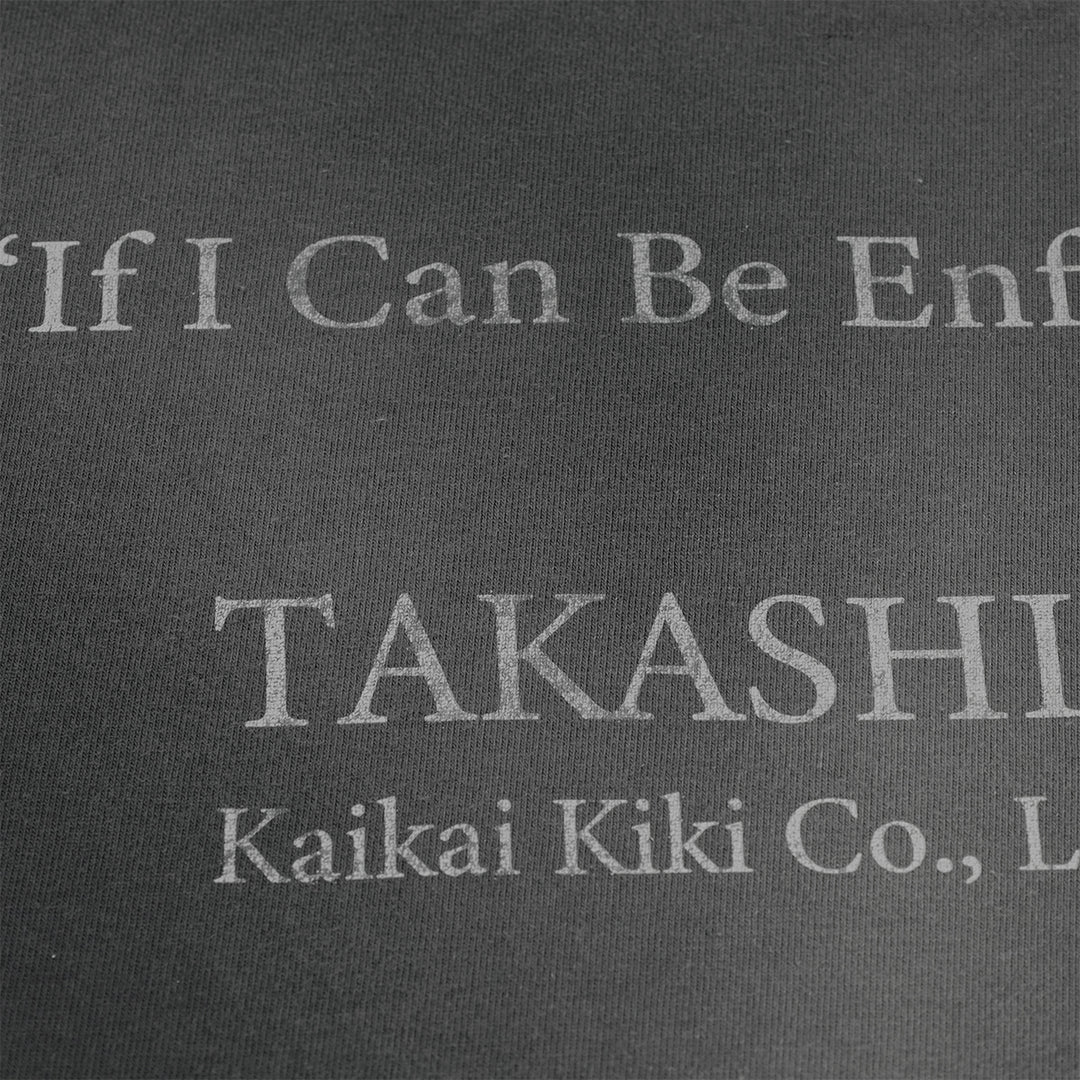 “If I Can Be Enf
TAKASHI
Kaikai Kiki Co., L